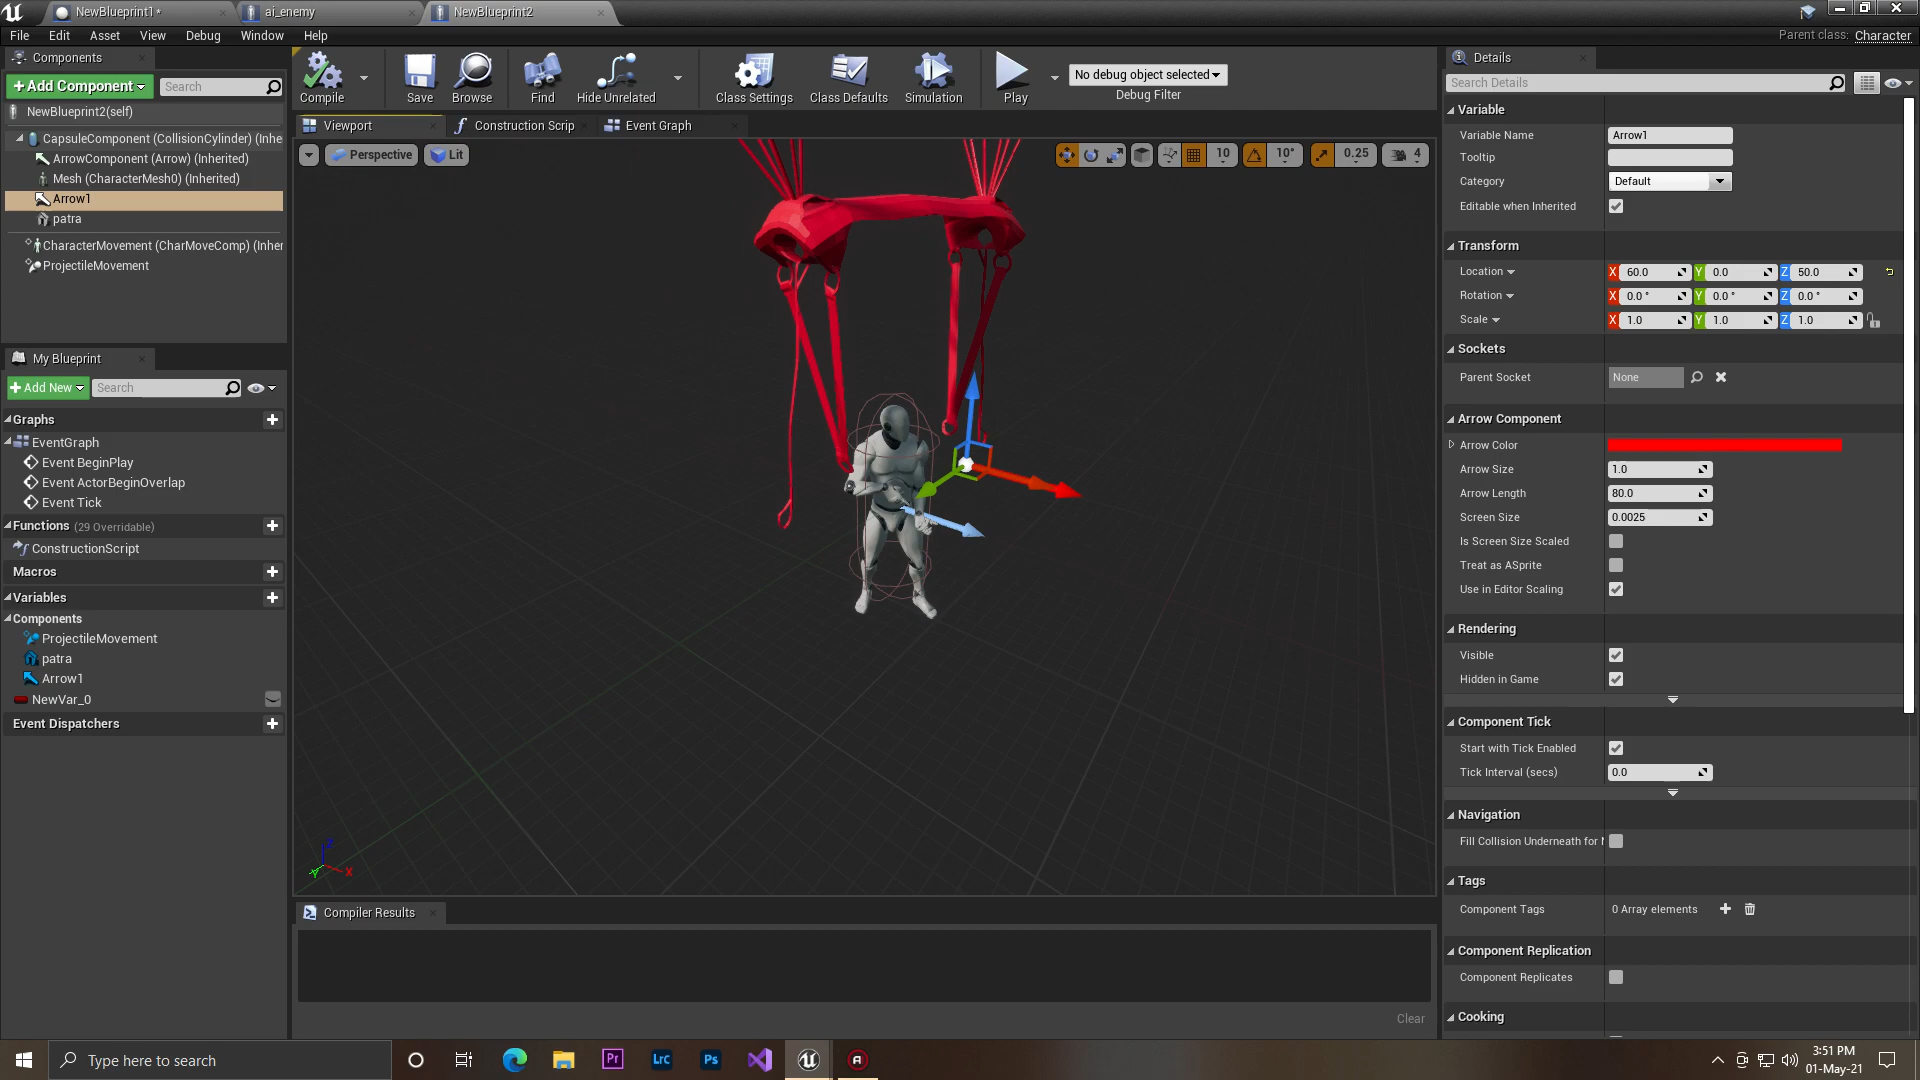 NewBlueprint1*
ai_enemy
NewBlueprint2
File
Edit
Asset
View
Debug
Window
Help
Parent class: Character
Components
+Add Component
Search
NewBlueprint2(self)
CapsuleComponent (CollisionCylinder) (Inhe
ArrowComponent (Arrow) (Inherited)
Mesh (CharacterMesh0) (Inherited)
Arrow1
patra
CharacterMovement (CharMoveComp) (Inher
ProjectileMovement
My Blueprint
+Add New
Search
Graphs
EventGraph
Event BeginPlay
Event ActorBeginOverlap
Event Tick
Functions (29 Overridable)
ConstructionScript
Macros
Variables
Components
ProjectileMovement
patra
Arrow1
NewVar_0
Event Dispatchers
Compile
Save
Browse
Find
Hide Unrelated
Class Settings
Class Defaults
Simulation
Play
No debug object selected
Debug Filter
Viewport
Construction Scrip
Event Graph
Perspective
Lit
10
10°
0.25
4
Z
X
Y
Compiler Results
Clear
Details
Search Details
Variable
Variable Name
Arrow1
Tooltip
Category
Default
Editable when Inherited
Transform
Location
X 60.0
Y 0.0
Z 50.0
Rotation
X 0.0 °
Y 0.0 °
Z 0.0 °
Scale
X 1.0
Y 1.0
Z 1.0
Sockets
Parent Socket
None
Arrow Component
Arrow Color
Arrow Size
1.0
Arrow Length
80.0
Screen Size
0.0025
Is Screen Size Scaled
Treat as ASprite
Use in Editor Scaling
Rendering
Visible
Hidden in Game
Component Tick
Start with Tick Enabled
Tick Interval (secs)
0.0
Navigation
Fill Collision Underneath for N
Tags
Component Tags
0 Array elements
Component Replication
Component Replicates
Cooking
Type here to search
Pr
Lrc
Ps
3:51 PM
01-May-21